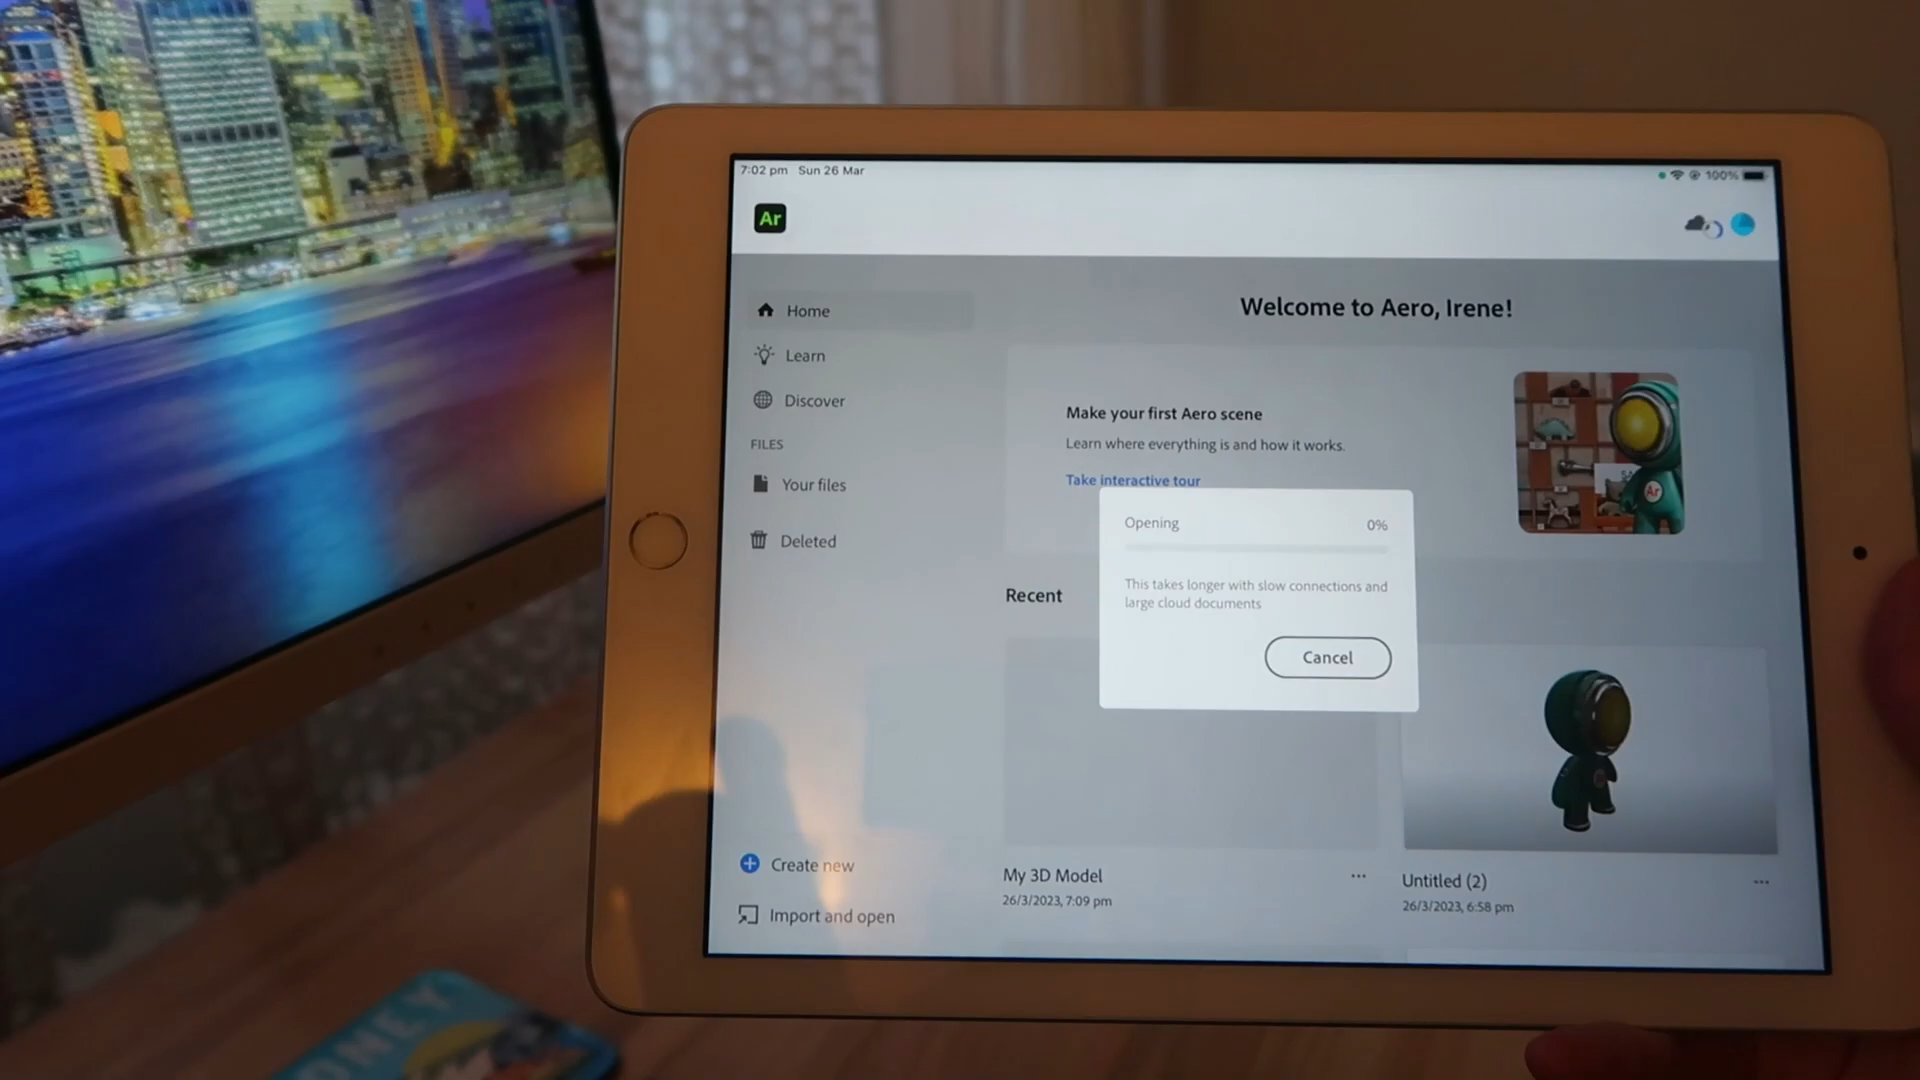 7:02 pm Sun 26 Mar
100%
Ar
Home
Learn
Discover
FILES
Your files
Deleted
Create new
Import and open
Welcome to Aero, Irene!
Make your first Aero scene
Learn where everything is and how it works.
Take interactive tour
Ar
Opening 0%
This takes longer with slow connections and
large cloud documents
Cancel
Recent
My 3D Model ...
26/3/2023, 7:09 pm
Untitled (2) ...
26/3/2023, 6:58 pm